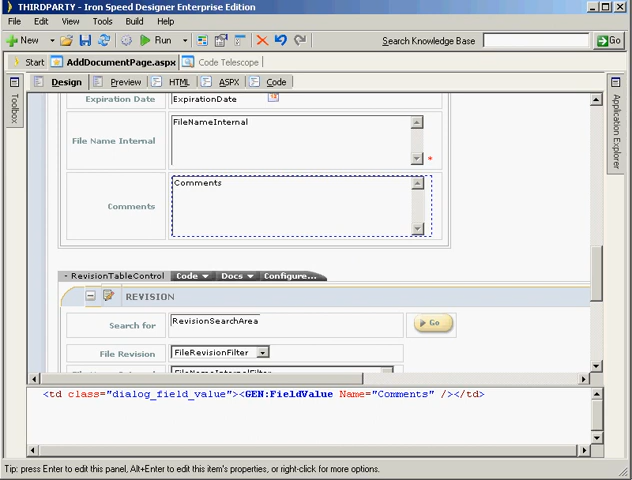 THIRDPARTY - Iron Speed Designer Enterprise Edition
File Edit View Tools Build Help
New Run Search Knowledge Base Go
Start AddDocumentPage.aspx Code Telescope
Design Preview HTML ASPX Code
Toolbox
Application Explorer
Expiration Date ExpirationDate
File Name Internal FileNameInternal
*
Comments Comments
- RevisionTableControl Code Docs Configure...
REVISION
Search for RevisionSearchArea Go
File Revision FileRevisionFilter
FileNameInternalFilter
<td class="dialog_field_value"><GEN:FieldValue Name="Comments" /></td>
Tip: press Enter to edit this panel, Alt+Enter to edit this item's properties, or right-click for more options.